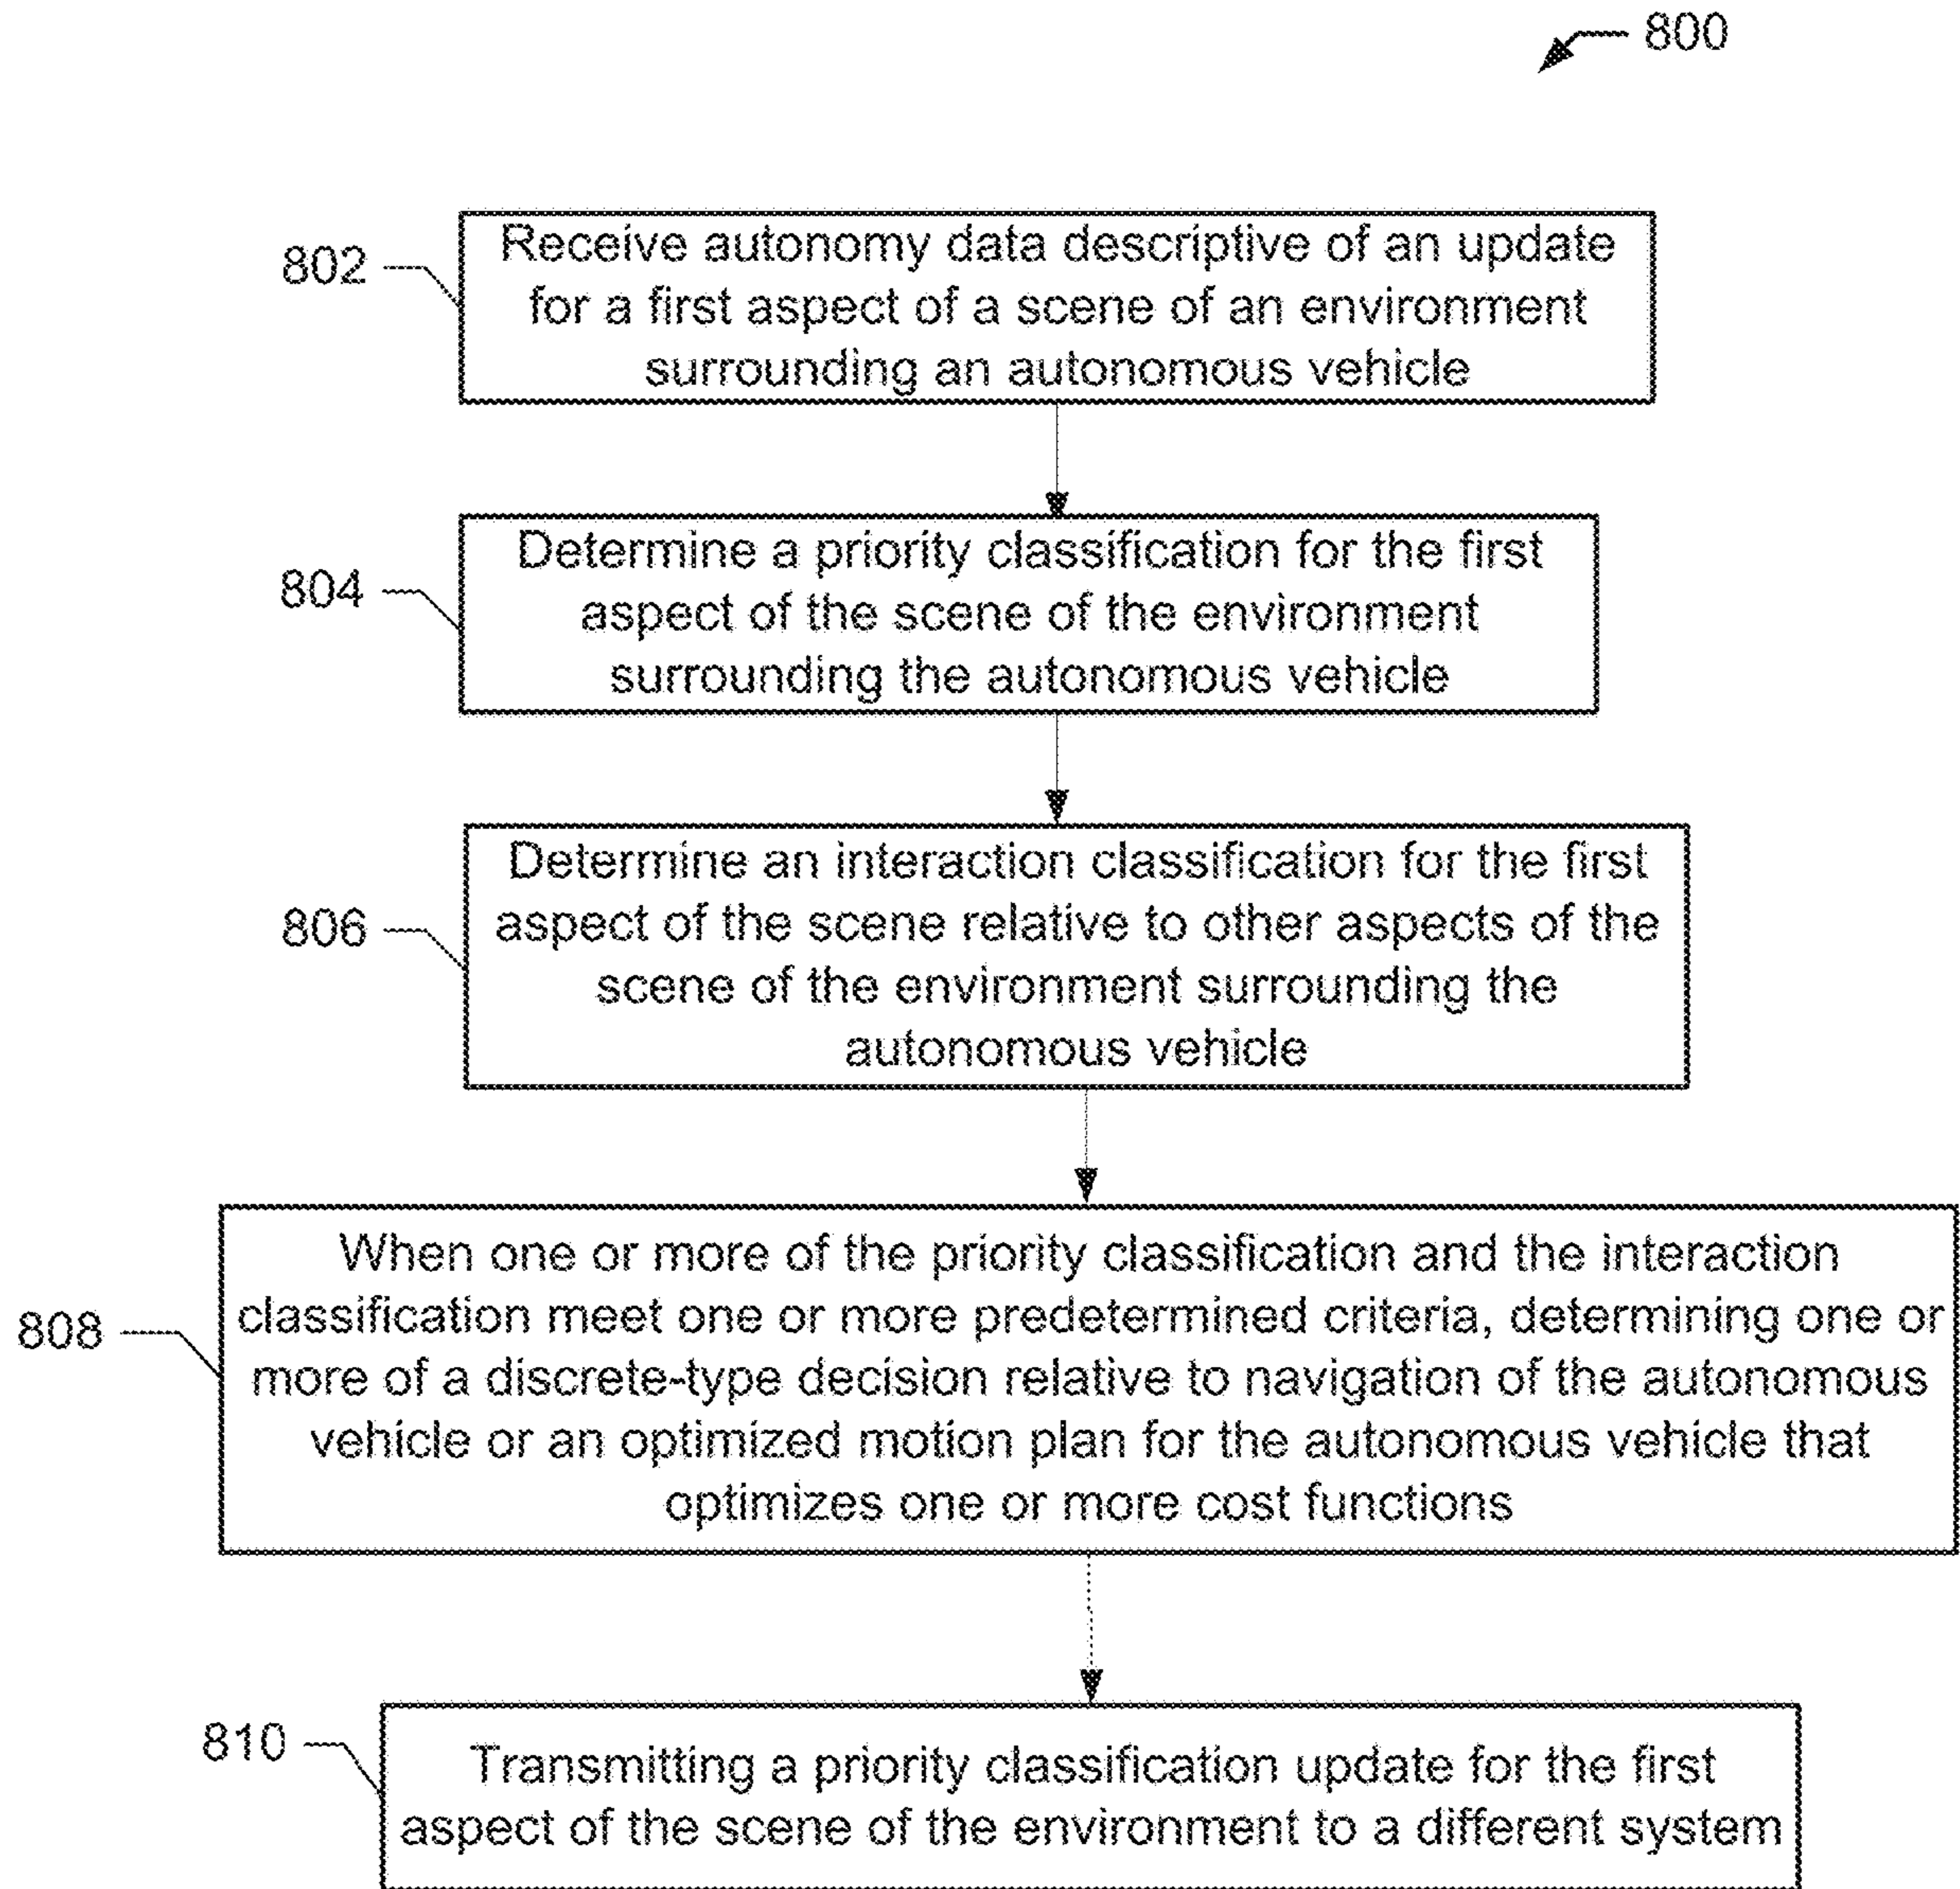 800
802
Receive autonomy data descriptive of an update
for a first aspect of a scene of an environment
surrounding an autonomous vehicle
804
Determine a priority classification for the first
aspect of the scene of the environment
surrounding the autonomous vehicle
806
Determine an interaction classification for the first
aspect of the scene relative to other aspects of the
scene of the environment surrounding the
autonomous vehicle
808
When one or more of the priority classification and the interaction
classification meet one or more predetermined criteria, determining one or
more of a discrete-type decision relative to navigation of the autonomous
vehicle or an optimized motion plan for the autonomous vehicle that
optimizes one or more cost functions
810
Transmitting a priority classification update for the first
aspect of the scene of the environment to a different system